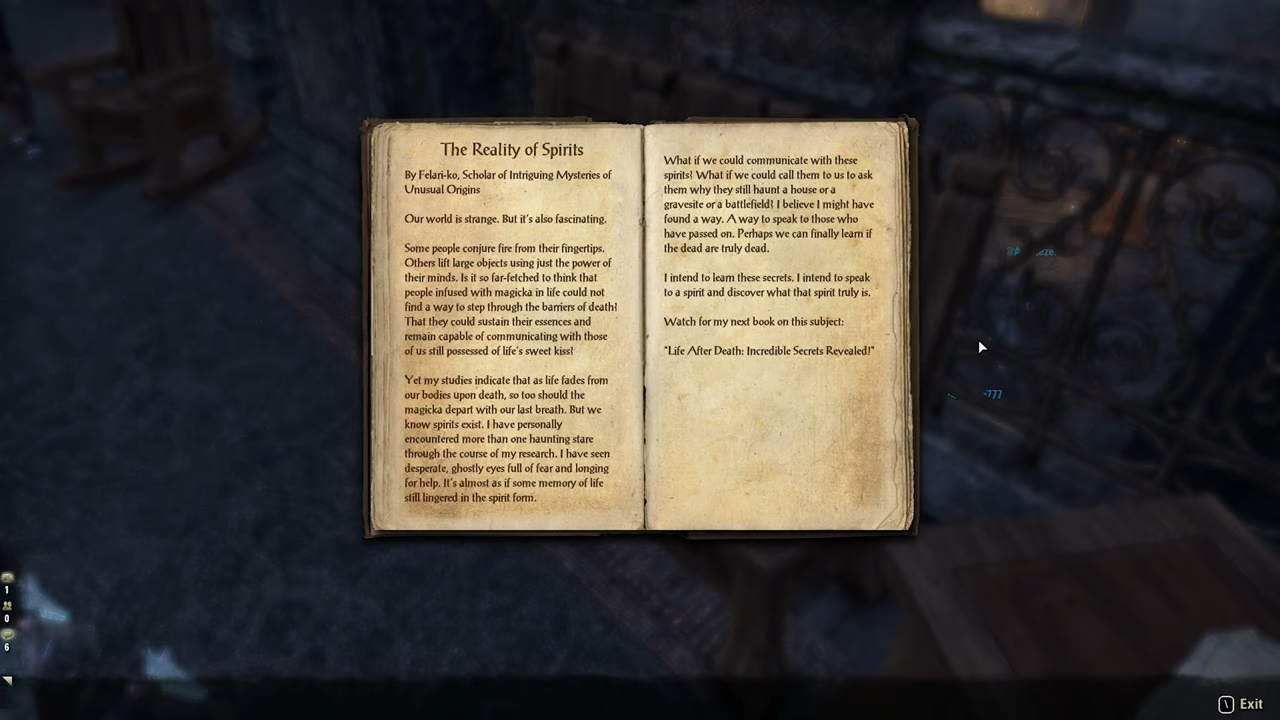 The Reality of Spirits
By Felari-ko, Scholar of Intriguing Mysteries of
Unusual Origins
Our world is strange. But it's also fascinating.
Some people conjure fire from their fingertips.
Others lift large objects using just the power of
their minds. Is it so far-fetched to think that
people infused with magicka in life could not
find a way to step through the barriers of death?
That they could sustain their essences and
remain capable of communicating with those
of us still possessed of life's sweet kiss?
Yet my studies indicate that as life fades from
our bodies upon death, so too should the
magicka depart with our last breath. But we
know spirits exist. I have personally
encountered more than one haunting stare
through the course of my research. I have seen
desperate, ghostly eyes full of fear and longing
for help. It's almost as if some memory of life
still lingered in the spirit form.
What if we could communicate with these
spirits? What if we could call them to us to ask
them why they still haunt a house or a
gravesite or a battlefield? I believe I might have
found a way. A way to speak to those who
have passed on. Perhaps we can finally learn if
the dead are truly dead.
I intend to learn these secrets. I intend to speak
to a spirit and discover what that spirit truly is.
Watch for my next book on this subject:
"Life After Death: Incredible Secrets Revealed!"
-777
1
0
6
\ Exit